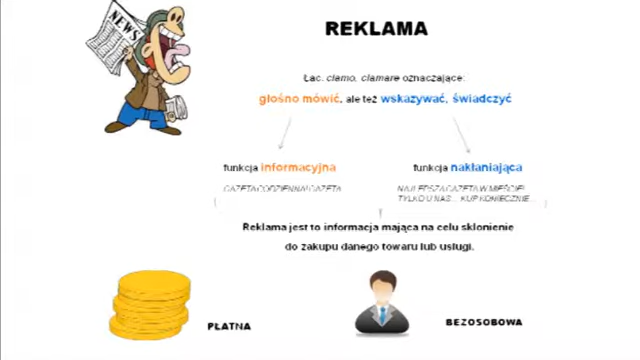 NEWS
REKLAMA
Łac. clamo, clamare oznaczające:
głośno mówić, ale też wskazywać, świadczyć
funkcja informacyjna
funkcja nakłaniająca
GAZETA CODZIENNA! GAZETA
NAJLEPSZA GAZETA W MIEŚCIE!
TYLKO U NAS... KUP KONIECZNIE...
Reklama jest to informacja mająca na celu skłonienie
do zakupu danego towaru lub usługi.
PŁATNA
BEZOSOBOWA